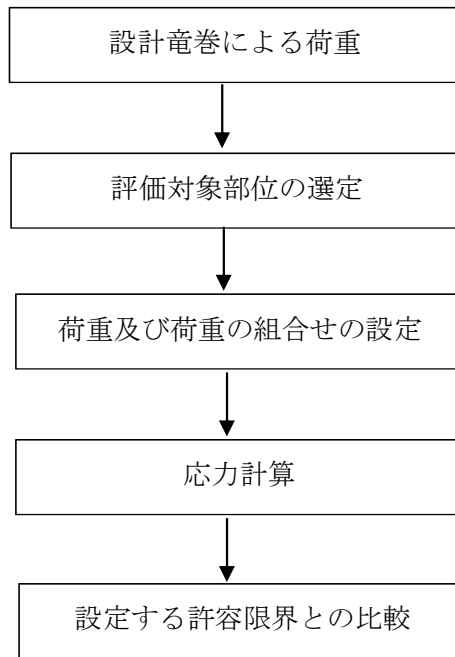 設計竜巻による荷重
評価対象部位の選定
荷重及び荷重の組合せの設定
応力計算
設定する許容限界との比較